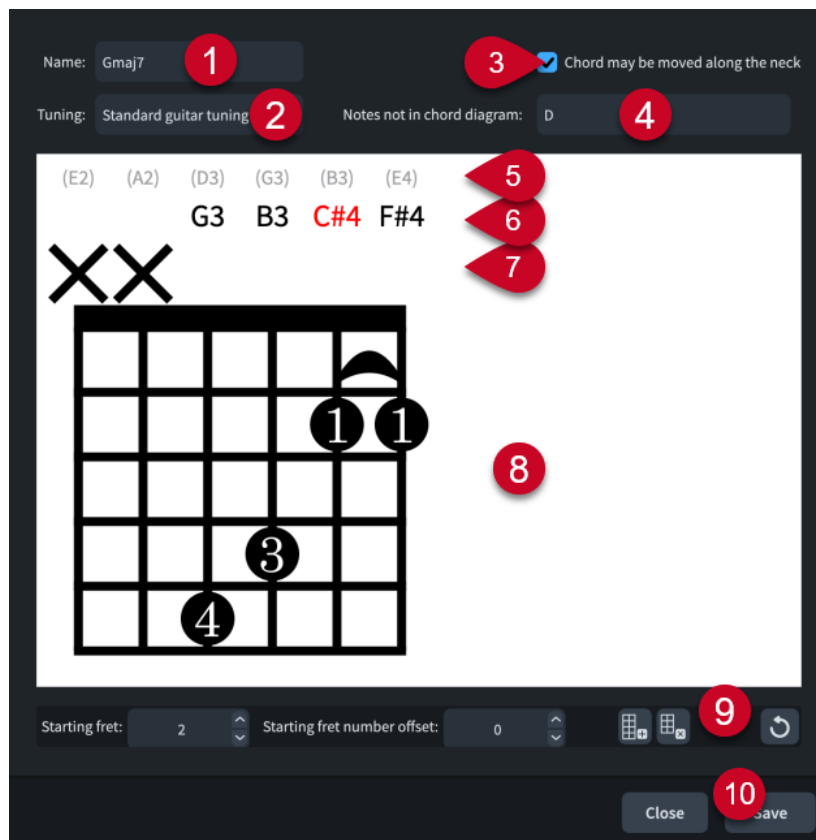 Name: Gmaj7 1 3 Chord may be moved along the neck
Tuning: Standard guitar tuning 2 Notes not in chord diagram: D 4
(E2) (A2) (D3) (G3) (B3) (E4) 5
G3 B3 C#4 F#4 6
7
1 1
8
3
4
Starting fret: 2 Starting fret number offset: 0 9
Close 10 Save